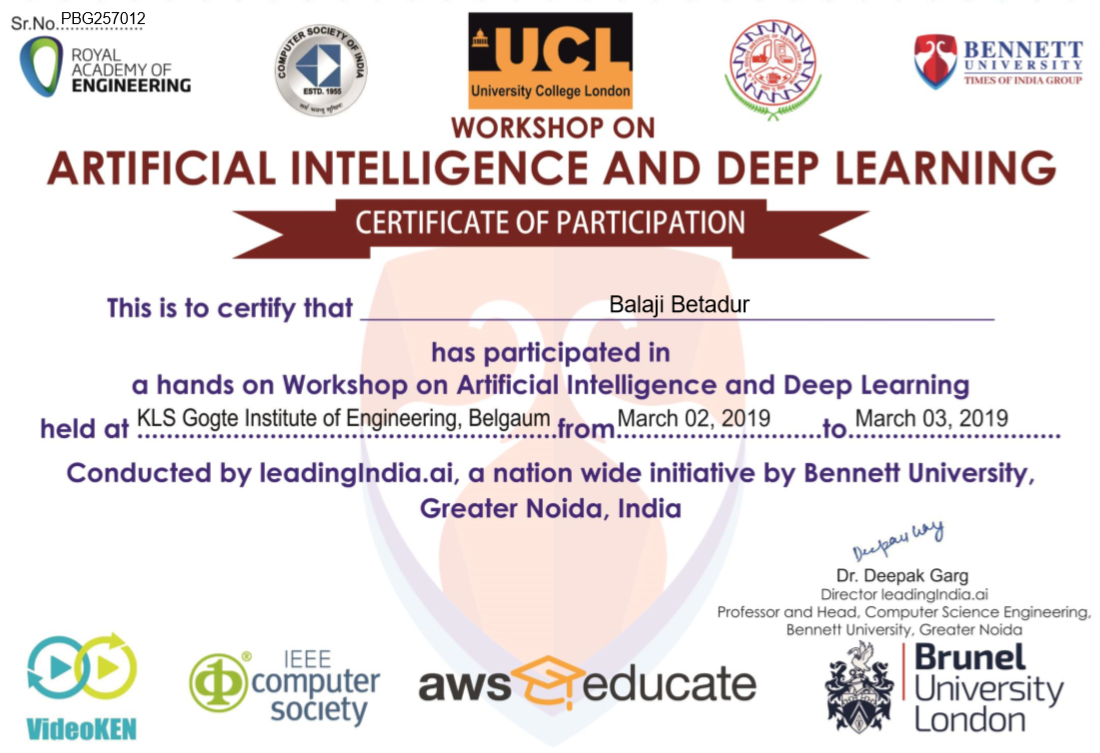 Sr.No. PBG257012
ROYAL
ACADEMY OF
ENGINEERING
COMPUTER SOCIETY OF INDIA
ESTD. 1955
UCL
University College London
BENNETT
UNIVERSITY
TIMES OF INDIA GROUP
WORKSHOP ON
ARTIFICIAL INTELLIGENCE AND DEEP LEARNING
CERTIFICATE OF PARTICIPATION
This is to certify that Balaji Betadur
has participated in
a hands on Workshop on Artificial Intelligence and Deep Learning
held at KLS Gogte Institute of Engineering, Belgaum from March 02, 2019 to March 03, 2019
Conducted by leadingIndia.ai, a nation wide initiative by Bennett University,
Greater Noida, India
Dr. Deepak Garg
Director leadingIndia.ai
Professor and Head, Computer Science Engineering,
Bennett University, Greater Noida
VideoKEN
IEEE
computer
society
aws educate
Brunel
University
London